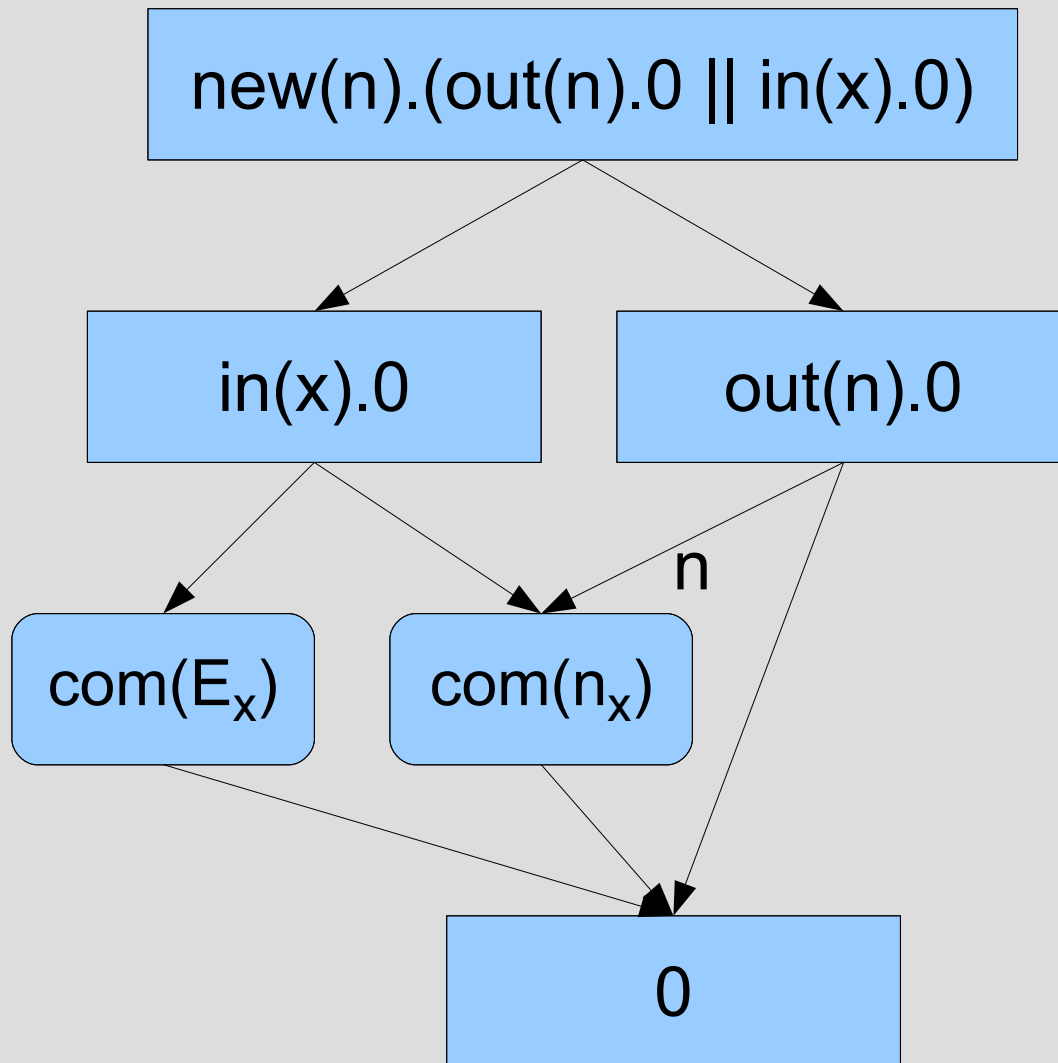 new(n).(out(n).0 || in(x).0)
in(x).0
out(n).0
n
com(Eₓ)
com(nₓ)
0